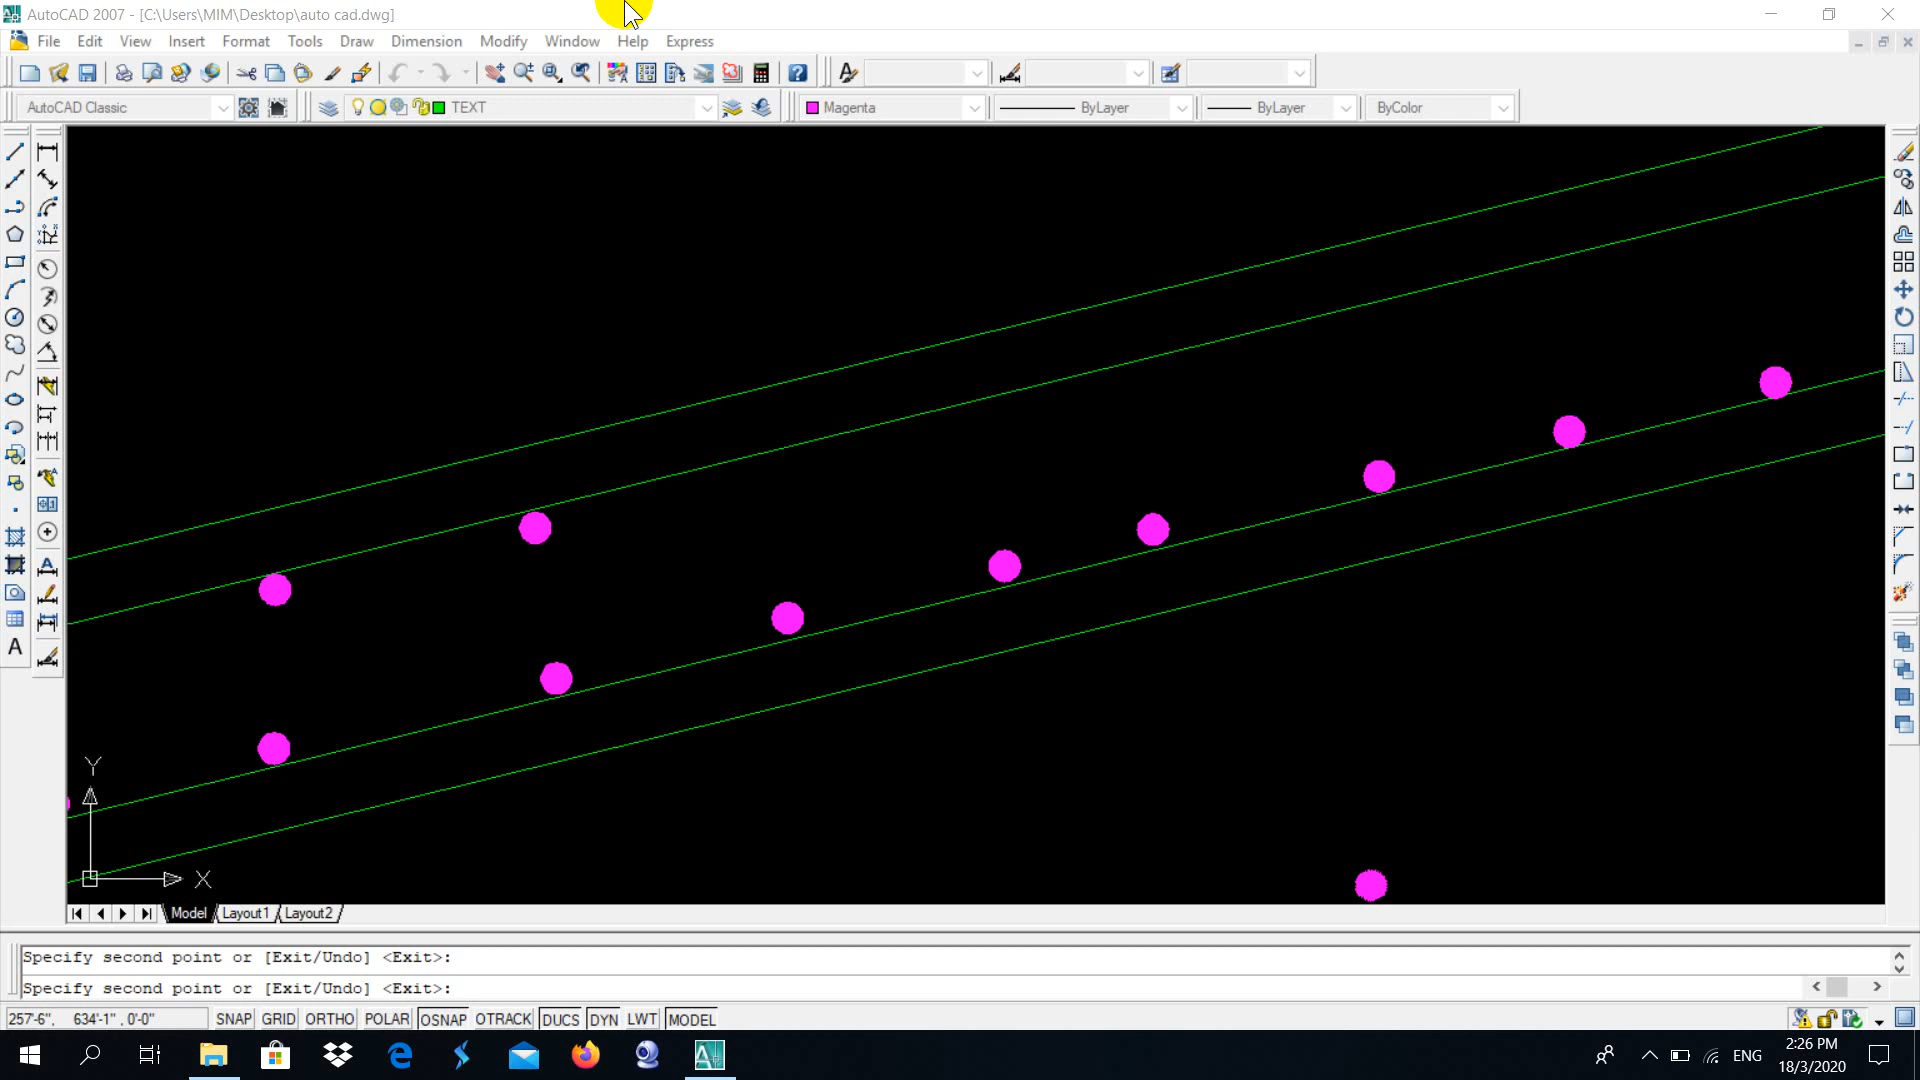 AutoCAD 2007 - [C:\Users\MIM\Desktop\auto cad.dwg]
File Edit View Insert Format Tools Draw Dimension Modify Window Help Express
AutoCAD Classic TEXT Magenta ByLayer ByLayer ByColor
A
Y
X
Model Layout1 Layout2
Specify second point or [Exit/Undo] <Exit>:
Specify second point or [Exit/Undo] <Exit>:
257'-6", 634'-1" , 0'-0" SNAP GRID ORTHO POLAR OSNAP OTRACK DUCS DYN LWT MODEL
ENG 2:26 PM
18/3/2020